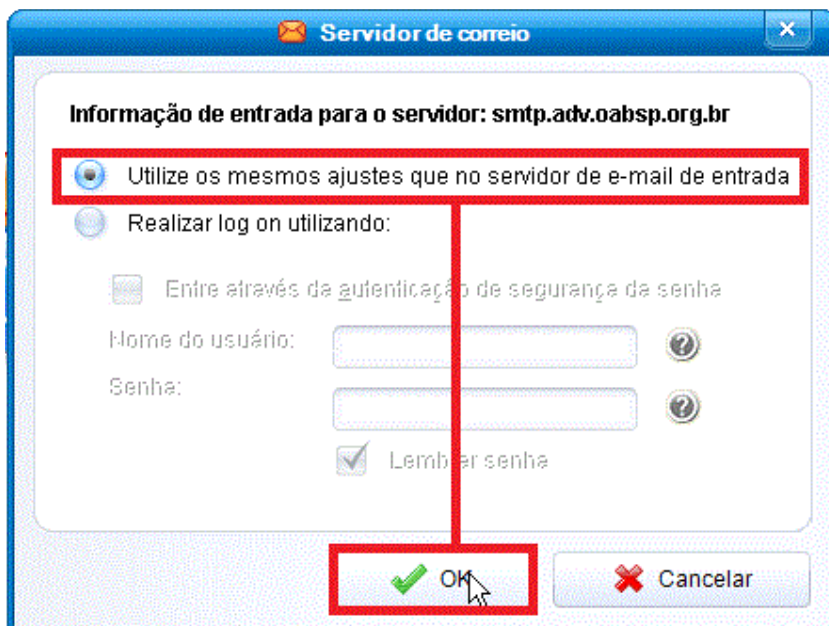 Servidor de correio
Informação de entrada para o servidor: smtp.adv.oabsp.org.br
Utilize os mesmos ajustes que no servidor de e-mail de entrada
Realizar log on utilizando:
Entre através da autenticação de segurança da senha
Nome do usuário:
Senha:
Lembrar senha
OK
Cancelar